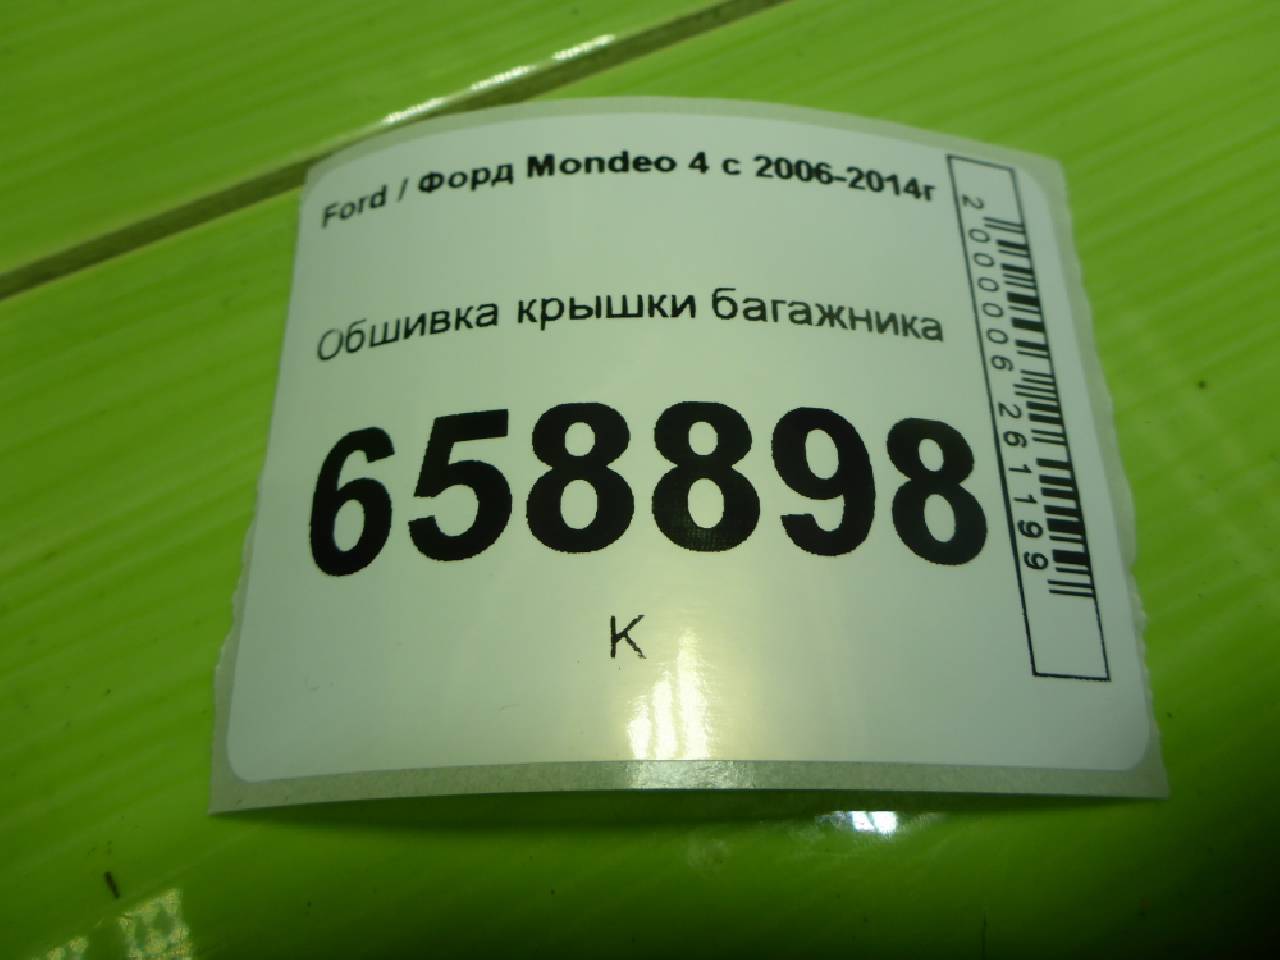 Ford / Форд Mondeo 4 с 2006-2014г
Обшивка крышки багажника
658898
К
2000006261199